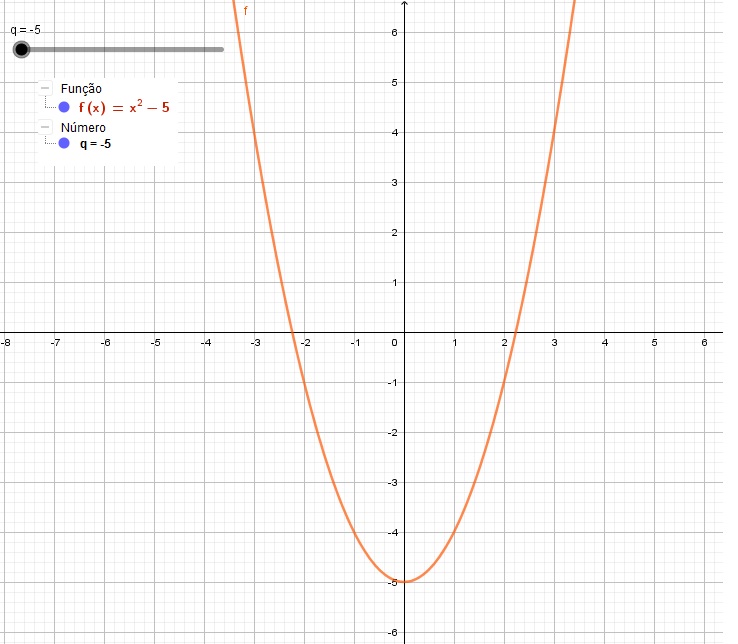 f
q = -5
Função
f(x) = x² − 5
Número
q = -5
6
5
4
3
2
1
-8 -7 -6 -5 -4 -3 -2 -1 0 1 2 3 4 5 6
-1
-2
-3
-4
-5
-6